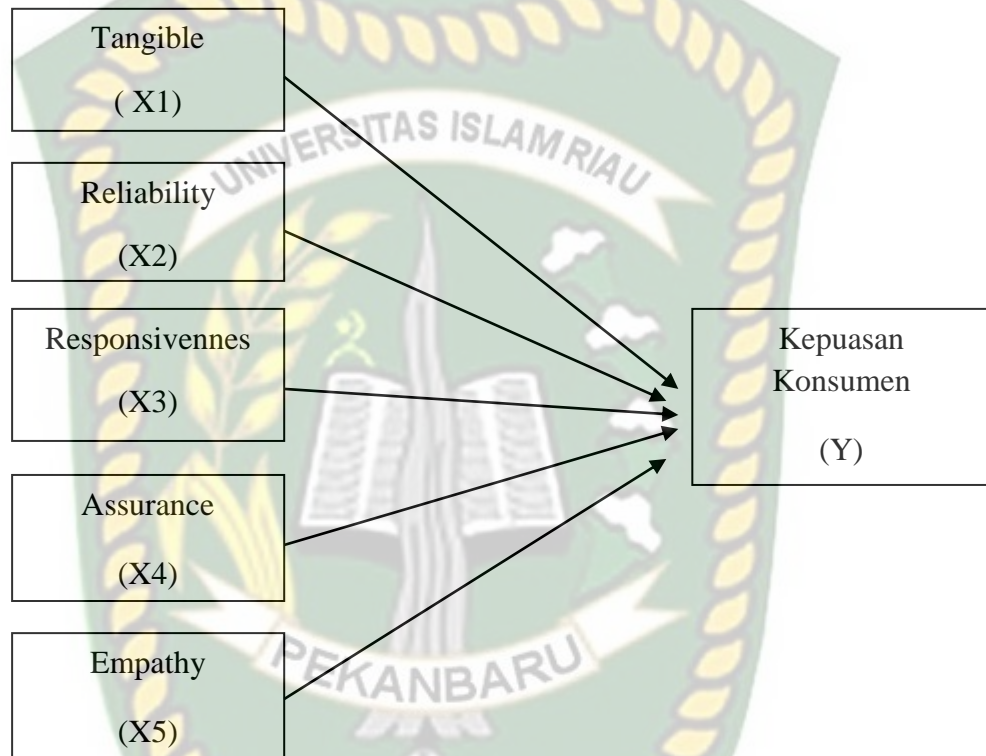 Tangible
( X1)
UNIVERSITAS ISLAM RIAU
Reliability
(X2)
Responsivennes
(X3)
Kepuasan
Konsumen
(Y)
Assurance
(X4)
Empathy
(X5)
PEKANBARU